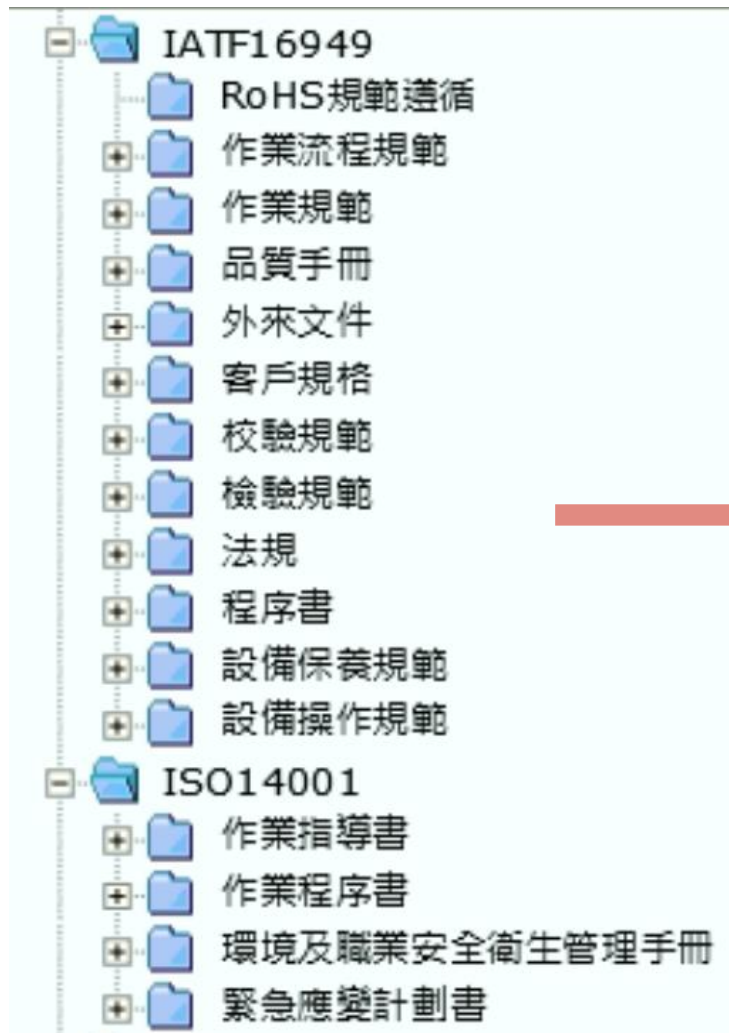 IATF16949
RoHS規範遵循
作業流程規範
作業規範
品質手冊
外來文件
客戶規格
校驗規範
檢驗規範
法規
程序書
設備保養規範
設備操作規範
ISO14001
作業指導書
作業程序書
環境及職業安全衛生管理手冊
緊急應變計劃書